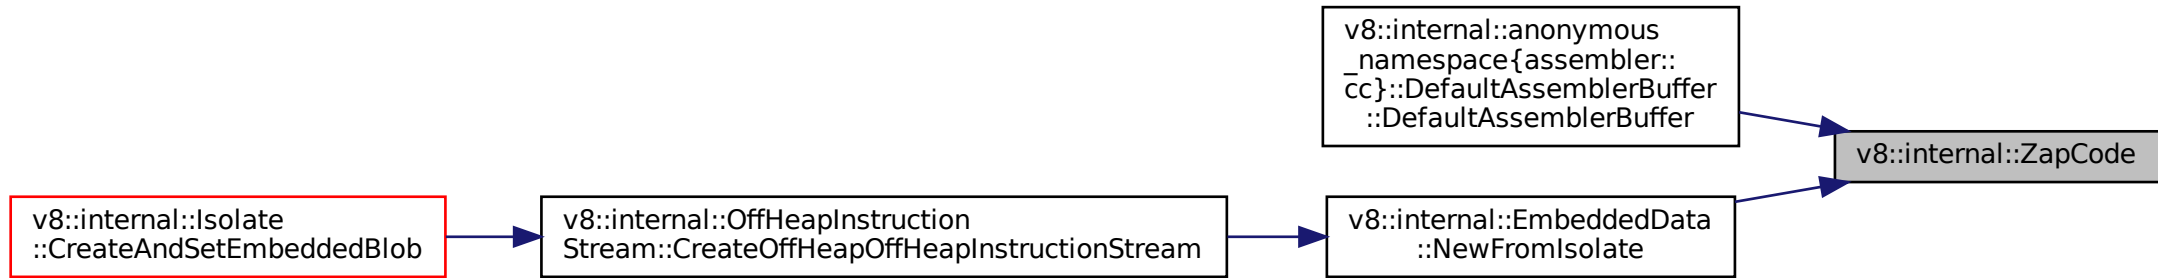 v8::internal::anonymous
_namespace{assembler::
cc}::DefaultAssemblerBuffer
::DefaultAssemblerBuffer
v8::internal::ZapCode
v8::internal::Isolate
::CreateAndSetEmbeddedBlob
v8::internal::OffHeapInstruction
Stream::CreateOffHeapOffHeapInstructionStream
v8::internal::EmbeddedData
::NewFromIsolate